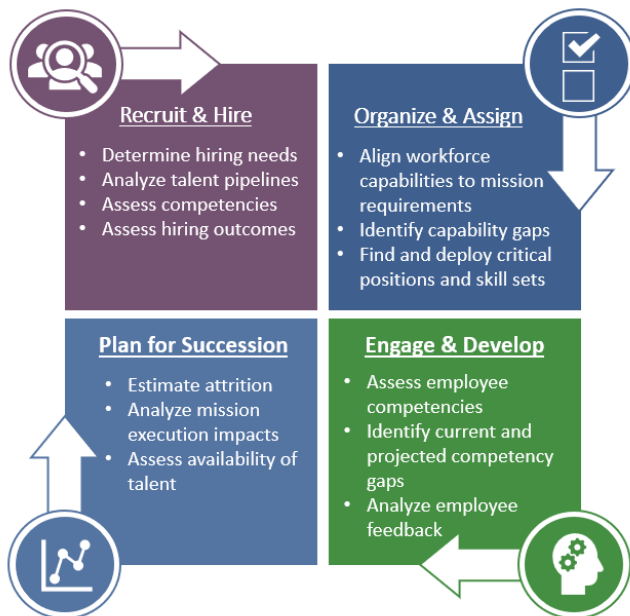 Recruit & Hire
• Determine hiring needs
• Analyze talent pipelines
• Assess competencies
• Assess hiring outcomes
Organize & Assign
• Align workforce
capabilities to mission
requirements
• Identify capability gaps
• Find and deploy critical
positions and skill sets
Plan for Succession
• Estimate attrition
• Analyze mission
execution impacts
• Assess availability of
talent
Engage & Develop
• Assess employee
competencies
• Identify current and
projected competency
gaps
• Analyze employee
feedback